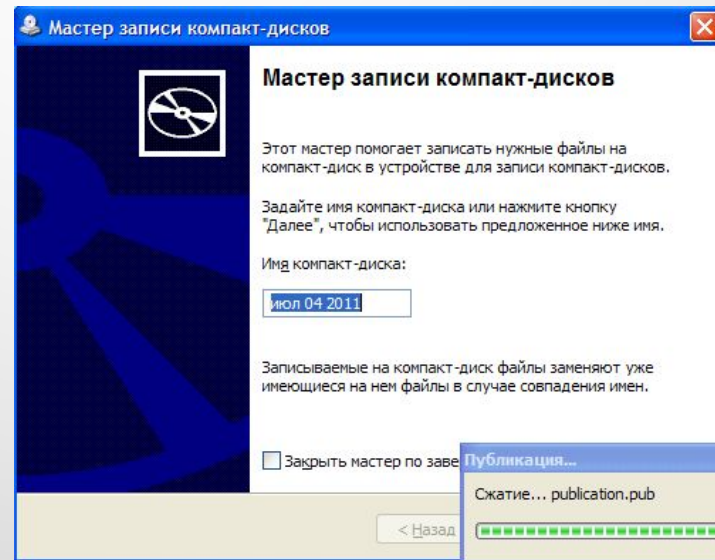 Мастер записи компакт-дисков
Мастер записи компакт-дисков
Этот мастер помогает записать нужные файлы на
компакт-диск в устройстве для записи компакт-дисков.
Задайте имя компакт-диска или нажмите кнопку
"Далее", чтобы использовать предложенное ниже имя.
Имя компакт-диска:
июл 04 2011
Записываемые на компакт-диск файлы заменяют уже
имеющиеся на нем файлы в случае совпадения имен.
Закрыть мастер по заве
< Назад
Публикация...
Сжатие... publication.pub